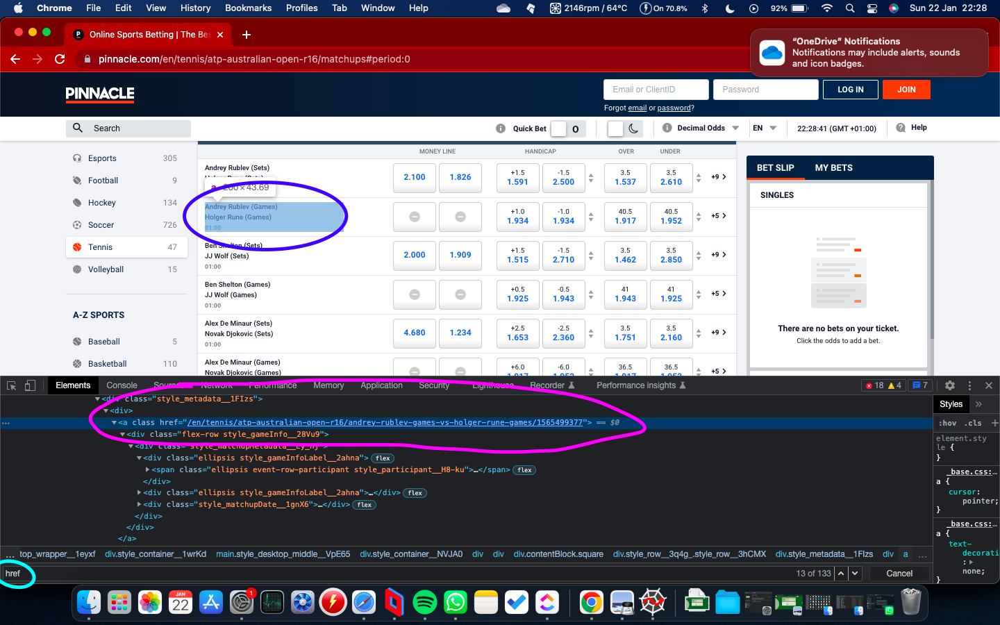 Chrome File Edit View History Bookmarks Profiles Tab Window Help 2146rpm / 64°C On 70.8% 92% Sun 22 Jan 22:28
Online Sports Betting | The Bes
pinnacle.com/en/tennis/atp-australian-open-r16/matchups#period:0
“OneDrive” Notifications
Notifications may include alerts, sounds
and icon badges.
PINNACLE
Email or ClientID Password LOG IN JOIN
Forgot email or password?
Search Quick Bet Decimal Odds EN 22:28:41 (GMT +01:00) Help
Esports 305
Football 9
Hockey 134
Soccer 726
Tennis 47
Volleyball 15
A-Z SPORTS
Baseball 5
Basketball 110
MONEY LINE HANDICAP OVER UNDER
Andrey Rublev (Sets)
2.100 1.826 +1.5 1.591 -1.5 2.500 3.5 1.537 3.5 2.610 +9
a 200 × 43.69
Andrey Rublev (Games)
Holger Rune (Games)
01:00
+1.0 1.934 -1.0 1.934 40.5 1.917 40.5 1.952 +5
Ben Shelton (Sets)
JJ Wolf (Sets)
01:00
2.000 1.909 +1.5 1.515 -1.5 2.710 3.5 1.462 3.5 2.850 +9
Ben Shelton (Games)
JJ Wolf (Games)
01:00
+0.5 1.925 -0.5 1.943 41 1.943 41 1.925 +5
Alex De Minaur (Sets)
Novak Djokovic (Sets)
01:00
4.680 1.234 +2.5 1.653 -2.5 2.360 3.5 1.751 3.5 2.160 +9
Alex De Minaur (Games)
Novak Djokovic (Games)
+6.0 -6.0 36.5 36.5 +5
BET SLIP MY BETS
SINGLES
There are no bets on your ticket.
Click the odds to add a bet.
Elements Console Sources Network Performance Memory Application Security Lighthouse Recorder Performance insights 18 4 7
<div class="style_metadata__1FIzs">
<div>
<a class href="/en/tennis/atp-australian-open-r16/andrey-rublev-games-vs-holger-rune-games/1565499377"> == $0
<div class="flex-row style_gameInfo__28Vu9">
<div class="ellipsis style_gameInfoLabel__2ahna"> flex
<span class="ellipsis event-row-participant style_participant__H8-ku">…</span> flex
</div>
<div class="ellipsis style_gameInfoLabel__2ahna">…</div> flex
<div class="style_matchupDate__1gnX6">…</div> flex
</div>
</div>
</a>
Styles »
:hov .cls +
element.sty
le {
}
_base.css:…
a {
cursor:
pointer;
}
_base.css:…
a {
text-
decorati
:
none;
}
… top_wrapper__1eyxf div.style_container__1wrKd main.style_desktop_middle__VpE65 div.style_container__NVJA0 div div div.contentBlock.square div.style_row__3q4g_.style_row__3hCMX div.style_metadata__1FIzs div a …
href 13 of 133 Cancel
JAN
22
1